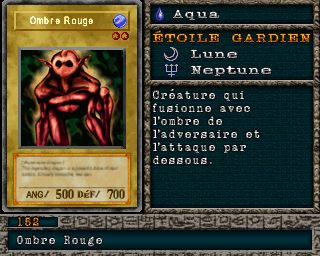 Ombre Rouge
ANG/ 500 DÉF/ 700
Aqua
ÉTOILE GARDIEN
Lune
Neptune
Créature qui
fusionne avec
l'ombre de
l'adversaire et
l'attaque par
dessous.
152
Ombre Rouge